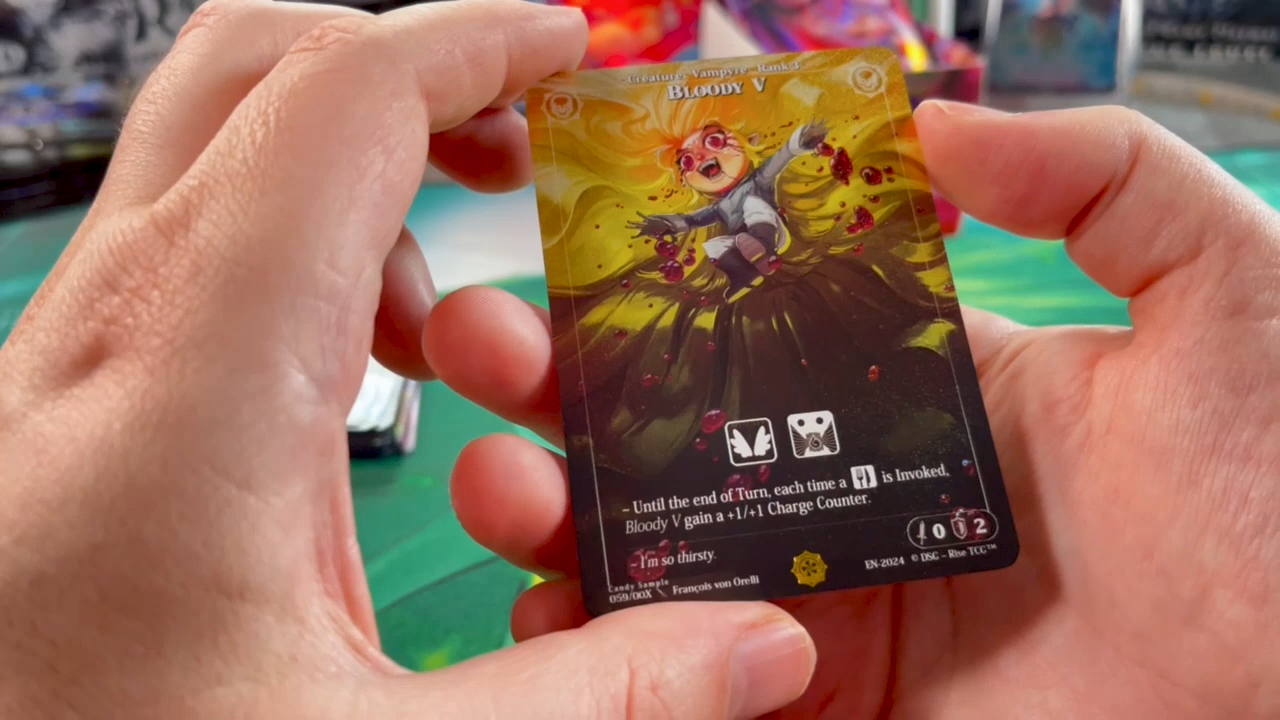 - Creature: Vampyre - Rank 1 -
BLOODY V
~ Until the end of Turn, each time a is Invoked,
Bloody V gain a +1/+1 Charge Counter.
0 2
~ I'm so thirsty.
EN-2024 © DSG – Rise TCG™
Candy Sample
059/00X François von Orelli